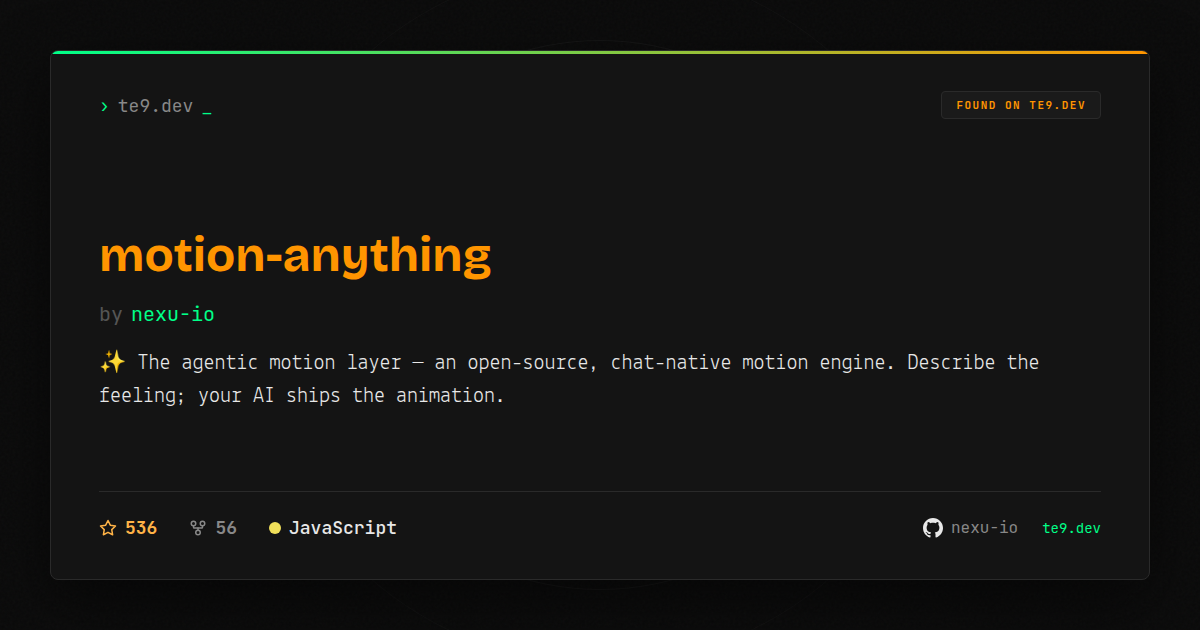 › te9.dev _
FOUND ON TE9.DEV
motion-anything
by nexu-io
✨ The agentic motion layer — an open-source, chat-native motion engine. Describe the
feeling; your AI ships the animation.
536 56 JavaScript
nexu-io te9.dev